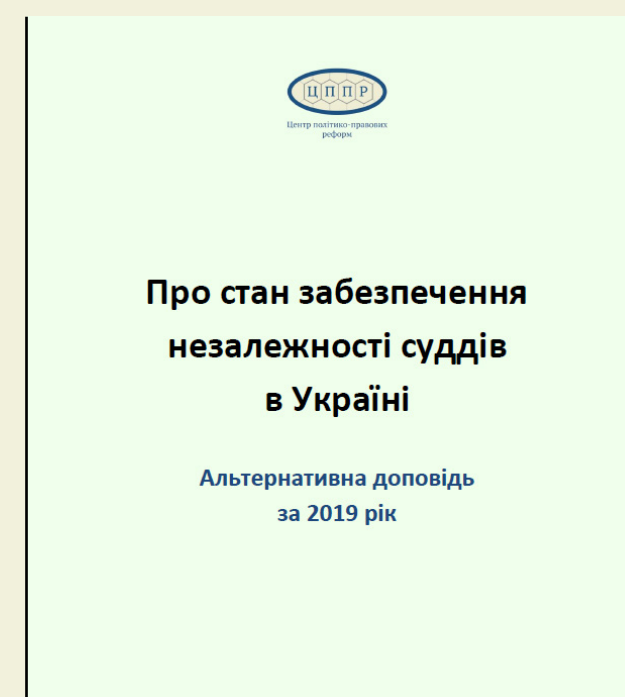 ЦППР
Центр політико-правових
реформ
Про стан забезпечення
незалежності суддів
в Україні
Альтернативна доповідь
за 2019 рік